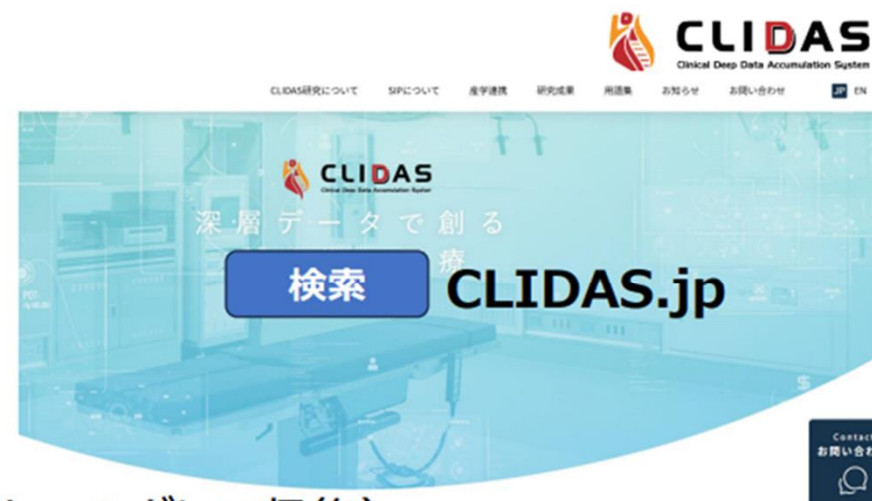 CLIDAS
Clinical Deep Data Accumulation System
CLIDAS研究について SIPについて 産学連携 研究成果 用語集 お知らせ お問い合わせ JP EN
CLIDAS
Clinical Deep Data Accumulation System
深層データで創る
療
検索 CLIDAS.jp
Contact
お問い合わ